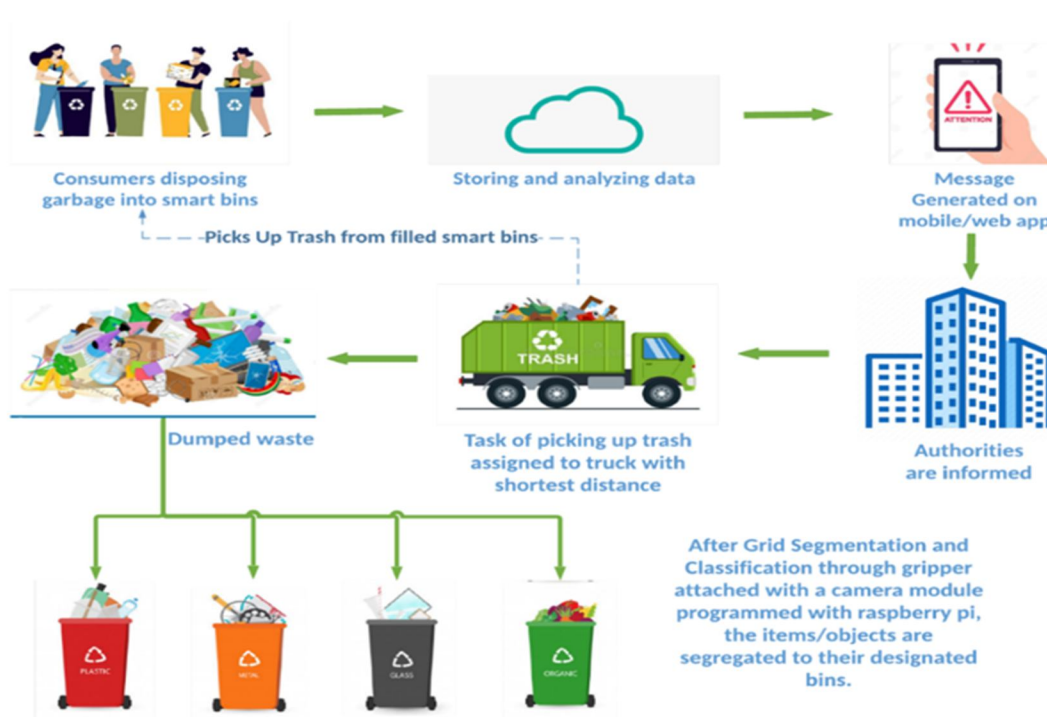 ATTENTION
Consumers disposing
garbage into smart bins
Storing and analyzing data
Message
Generated on
mobile/web app
Picks Up Trash from filled smart bins
TRASH
Dumped waste
Task of picking up trash
assigned to truck with
shortest distance
Authorities
are informed
After Grid Segmentation and
Classification through gripper
attached with a camera module
programmed with raspberry pi,
the items/objects are
segregated to their designated
bins.
PLASTIC
METAL
GLASS
ORGANIC